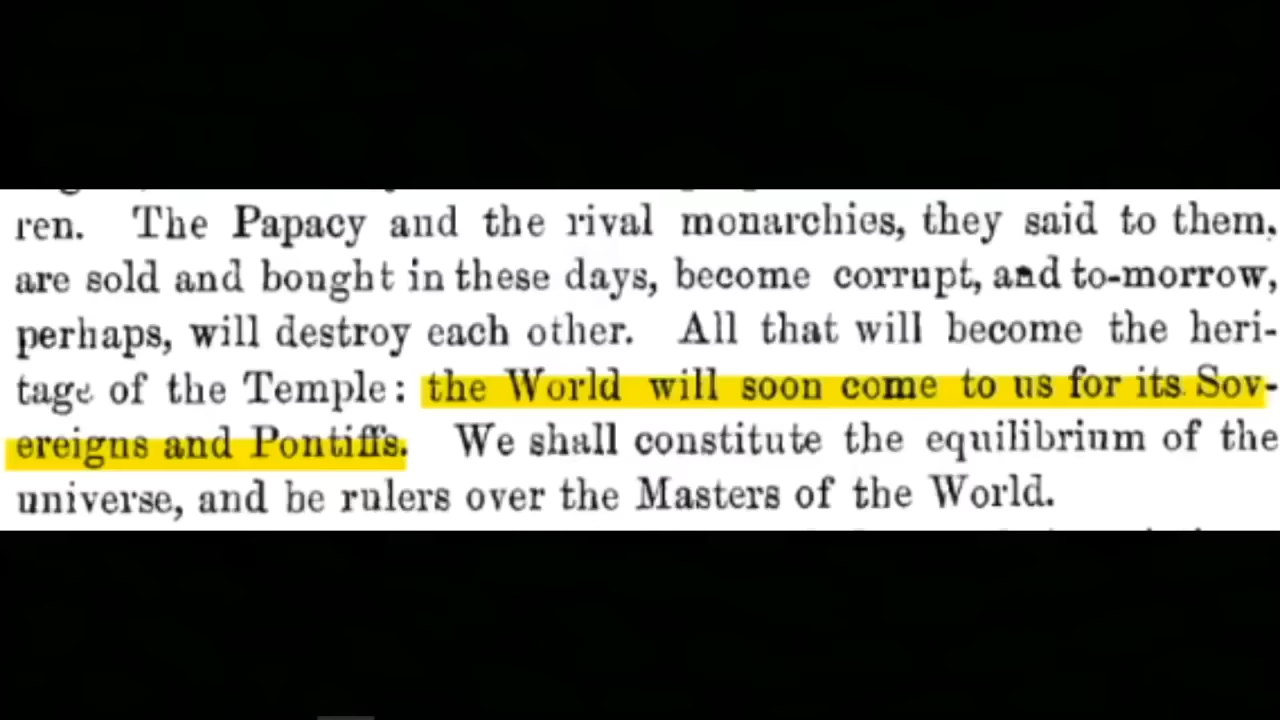 ren. The Papacy and the rival monarchies, they said to them,
are sold and bought in these days, become corrupt, and to-morrow,
perhaps, will destroy each other. All that will become the heri-
tage of the Temple: the World will soon come to us for its Sov-
ereigns and Pontiffs. We shall constitute the equilibrium of the
universe, and be rulers over the Masters of the World.